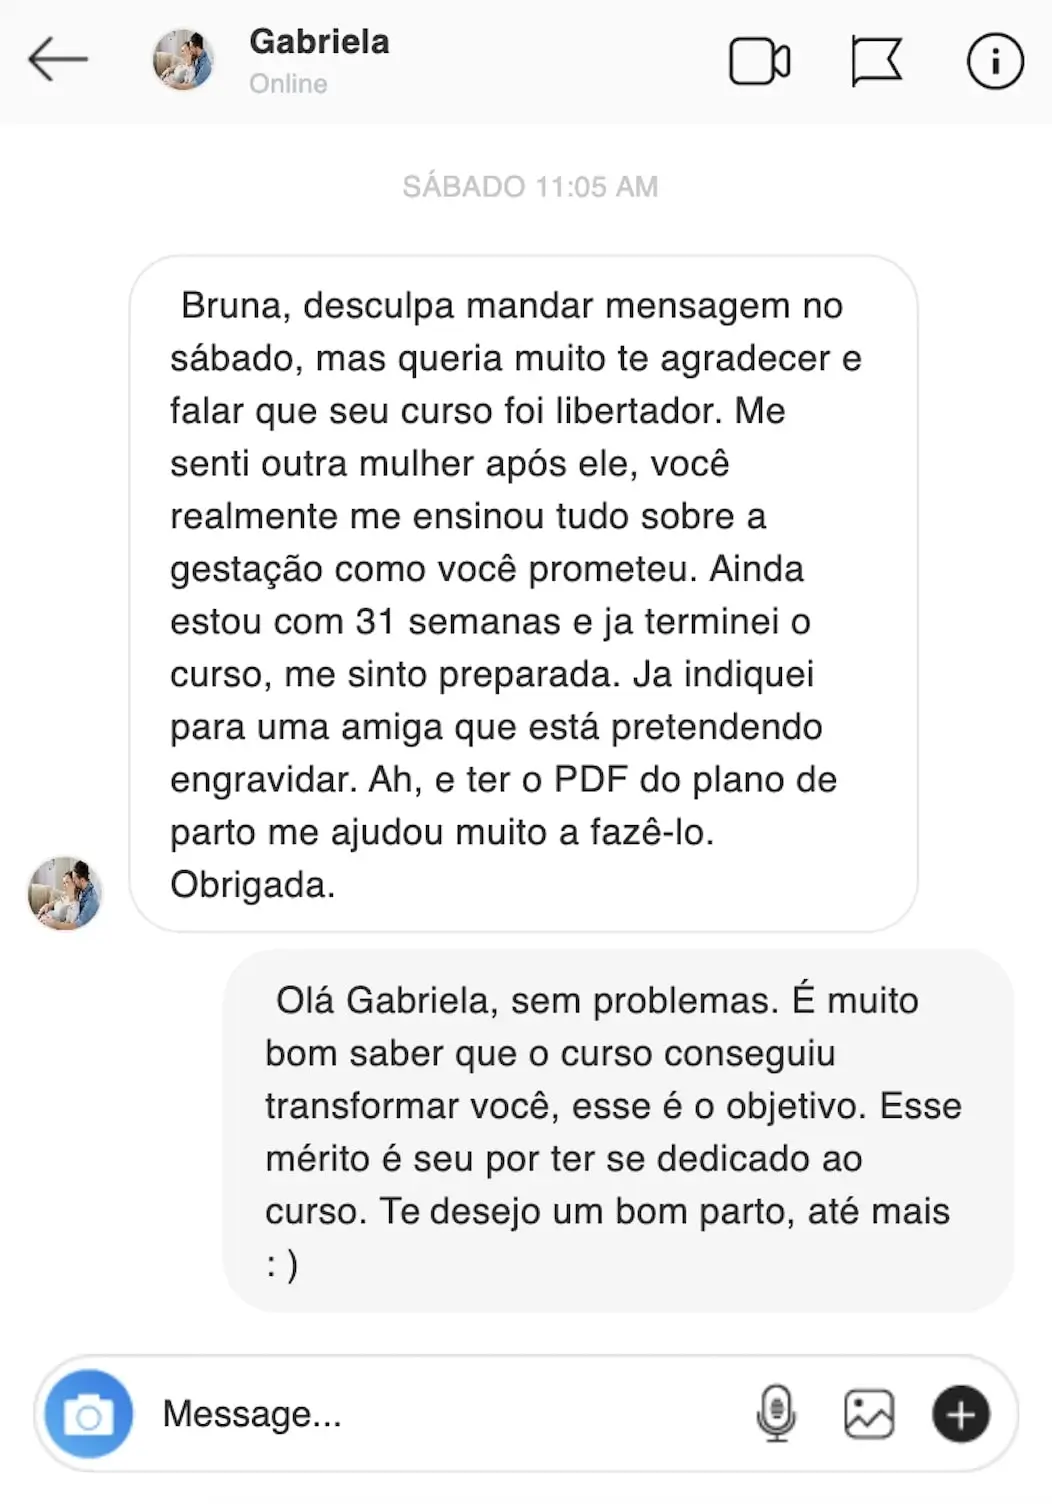 Gabriela
Online
SÁBADO 11:05 AM
Bruna, desculpa mandar mensagem no
sábado, mas queria muito te agradecer e
falar que seu curso foi libertador. Me
senti outra mulher após ele, você
realmente me ensinou tudo sobre a
gestação como você prometeu. Ainda
estou com 31 semanas e ja terminei o
curso, me sinto preparada. Ja indiquei
para uma amiga que está pretendendo
engravidar. Ah, e ter o PDF do plano de
parto me ajudou muito a fazê-lo.
Obrigada.
Olá Gabriela, sem problemas. É muito
bom saber que o curso conseguiu
transformar você, esse é o objetivo. Esse
mérito é seu por ter se dedicado ao
curso. Te desejo um bom parto, até mais
: )
Message...